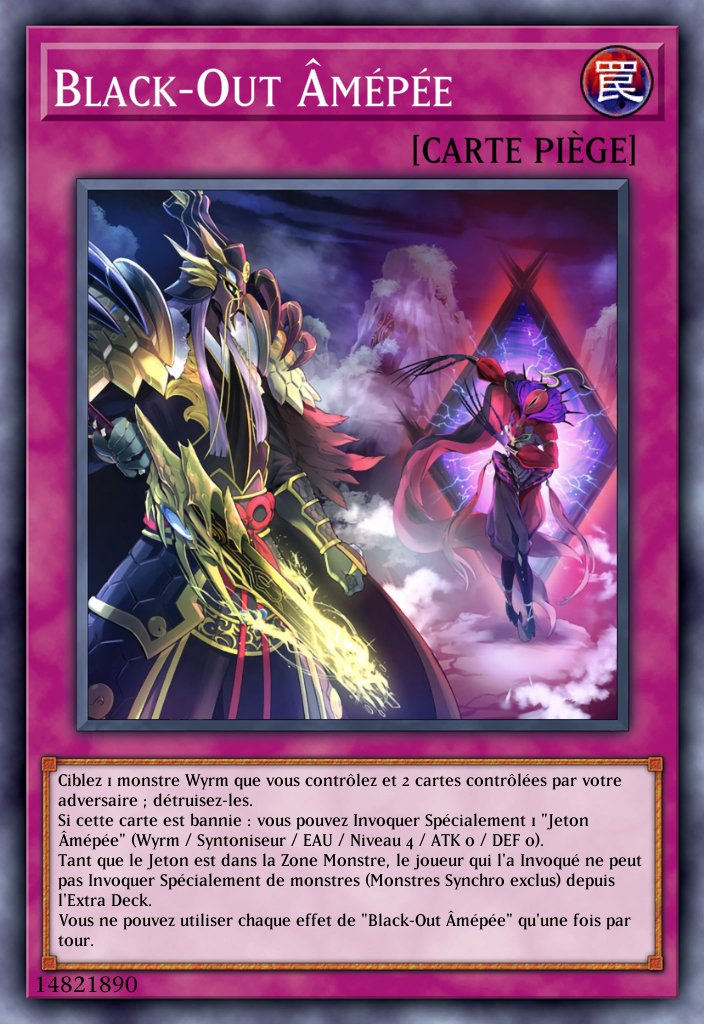 Black-Out Âmépée
罠
[CARTE PIÈGE]
Ciblez 1 monstre Wyrm que vous contrôlez et 2 cartes contrôlées par votre
adversaire ; détruisez-les.
Si cette carte est bannie : vous pouvez Invoquer Spécialement 1 "Jeton
Âmépée" (Wyrm / Syntoniseur / EAU / Niveau 4 / ATK 0 / DEF 0).
Tant que le Jeton est dans la Zone Monstre, le joueur qui l'a Invoqué ne peut
pas Invoquer Spécialement de monstres (Monstres Synchro exclus) depuis
l'Extra Deck.
Vous ne pouvez utiliser chaque effet de "Black-Out Âmépée" qu'une fois par
tour.
14821890